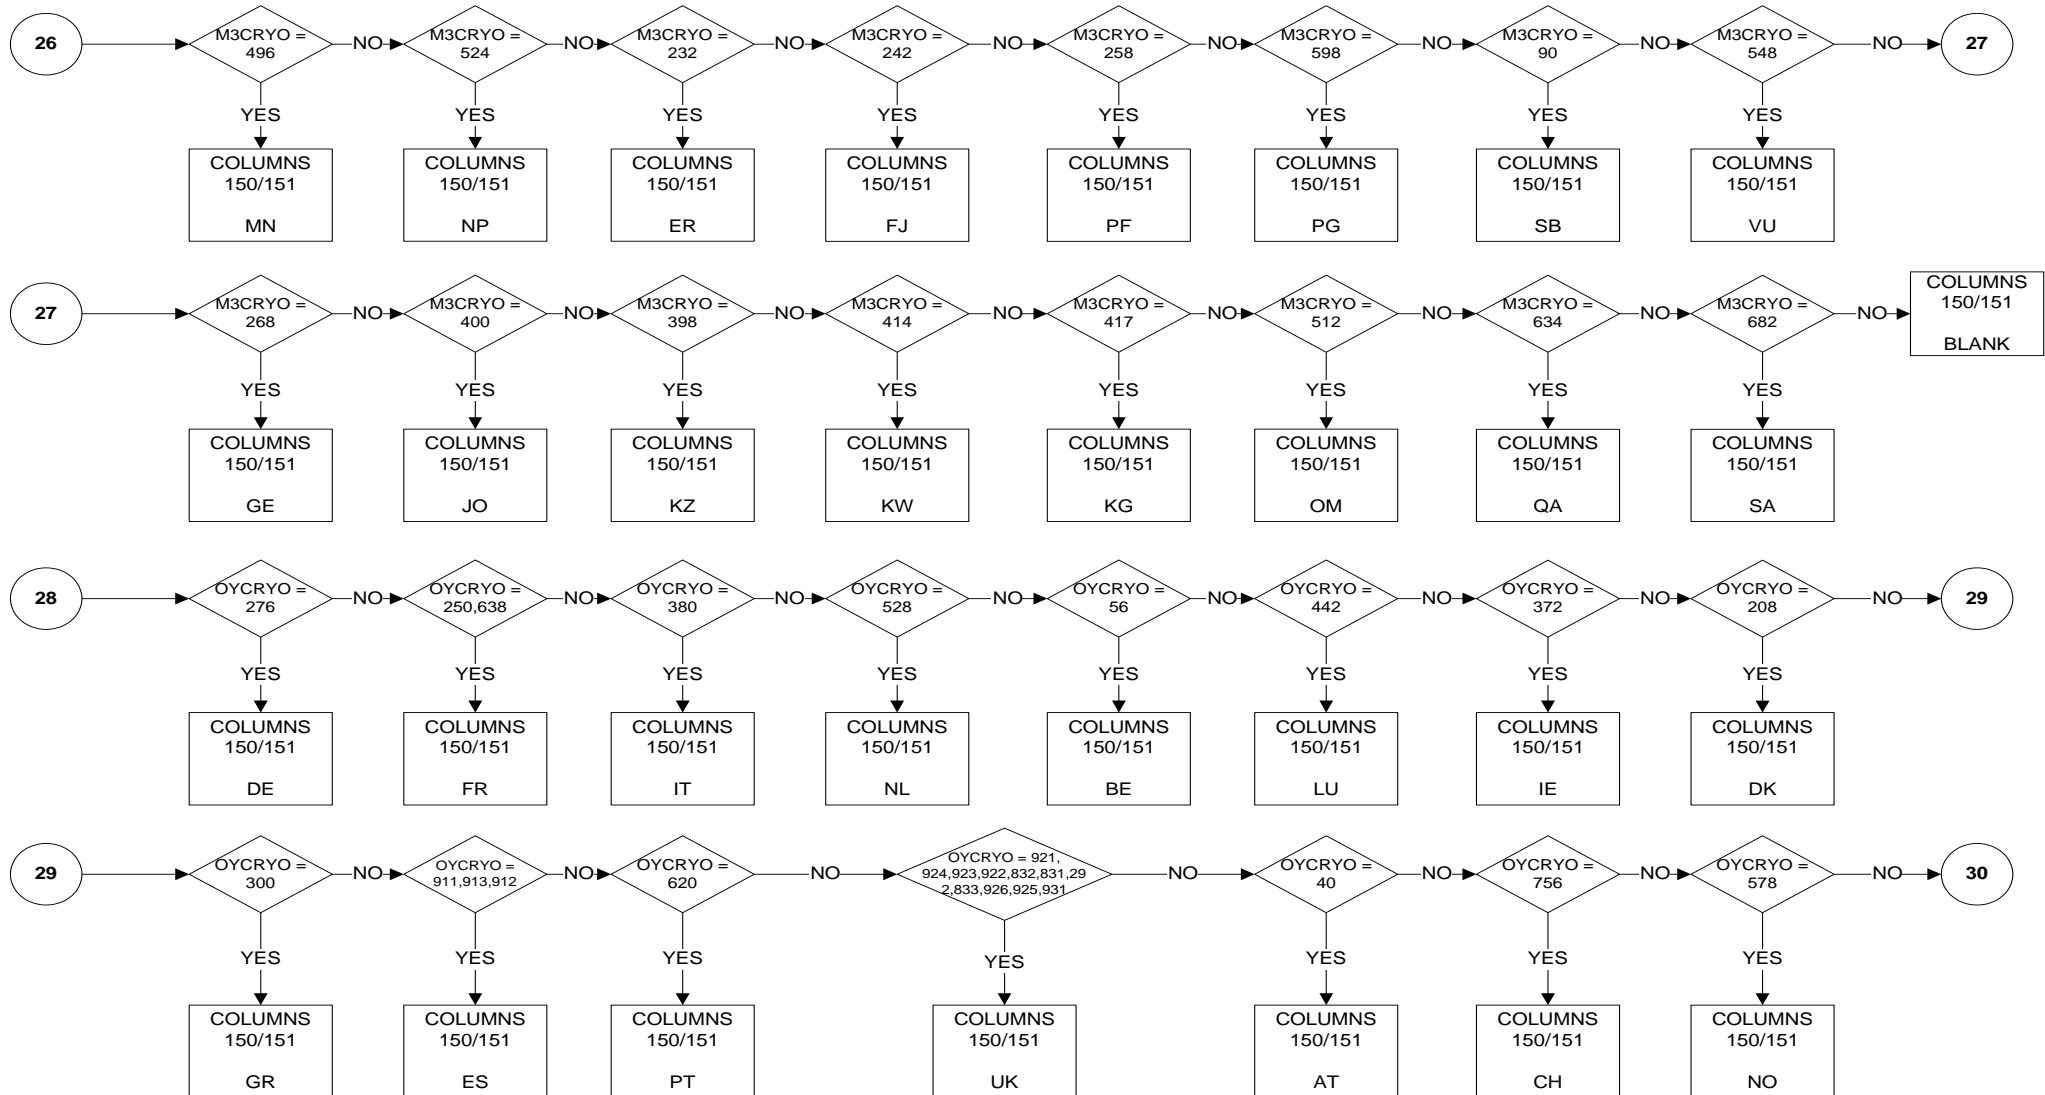 26
M3CRYO =
496
NO
M3CRYO =
524
NO
M3CRYO =
232
NO
M3CRYO =
242
NO
M3CRYO =
258
NO
M3CRYO =
598
NO
M3CRYO =
90
NO
M3CRYO =
548
NO
27
YES
YES
YES
YES
YES
YES
YES
YES
COLUMNS
150/151
MN
COLUMNS
150/151
NP
COLUMNS
150/151
ER
COLUMNS
150/151
FJ
COLUMNS
150/151
PF
COLUMNS
150/151
PG
COLUMNS
150/151
SB
COLUMNS
150/151
VU
27
M3CRYO =
268
NO
M3CRYO =
400
NO
M3CRYO =
398
NO
M3CRYO =
414
NO
M3CRYO =
417
NO
M3CRYO =
512
NO
M3CRYO =
634
NO
M3CRYO =
682
NO
COLUMNS
150/151
BLANK
YES
YES
YES
YES
YES
YES
YES
YES
COLUMNS
150/151
GE
COLUMNS
150/151
JO
COLUMNS
150/151
KZ
COLUMNS
150/151
KW
COLUMNS
150/151
KG
COLUMNS
150/151
OM
COLUMNS
150/151
QA
COLUMNS
150/151
SA
28
OYCRYO =
276
NO
OYCRYO =
250,638
NO
OYCRYO =
380
NO
OYCRYO =
528
NO
OYCRYO =
56
NO
OYCRYO =
442
NO
OYCRYO =
372
NO
OYCRYO =
208
NO
29
YES
YES
YES
YES
YES
YES
YES
YES
COLUMNS
150/151
DE
COLUMNS
150/151
FR
COLUMNS
150/151
IT
COLUMNS
150/151
NL
COLUMNS
150/151
BE
COLUMNS
150/151
LU
COLUMNS
150/151
IE
COLUMNS
150/151
DK
29
OYCRYO =
300
NO
OYCRYO =
911,913,912
NO
OYCRYO =
620
NO
OYCRYO = 921,
924,923,922,832,831,29
2,833,926,925,931
NO
OYCRYO =
40
NO
OYCRYO =
756
NO
OYCRYO =
578
NO
30
YES
YES
YES
YES
YES
YES
YES
COLUMNS
150/151
GR
COLUMNS
150/151
ES
COLUMNS
150/151
PT
COLUMNS
150/151
UK
COLUMNS
150/151
AT
COLUMNS
150/151
CH
COLUMNS
150/151
NO